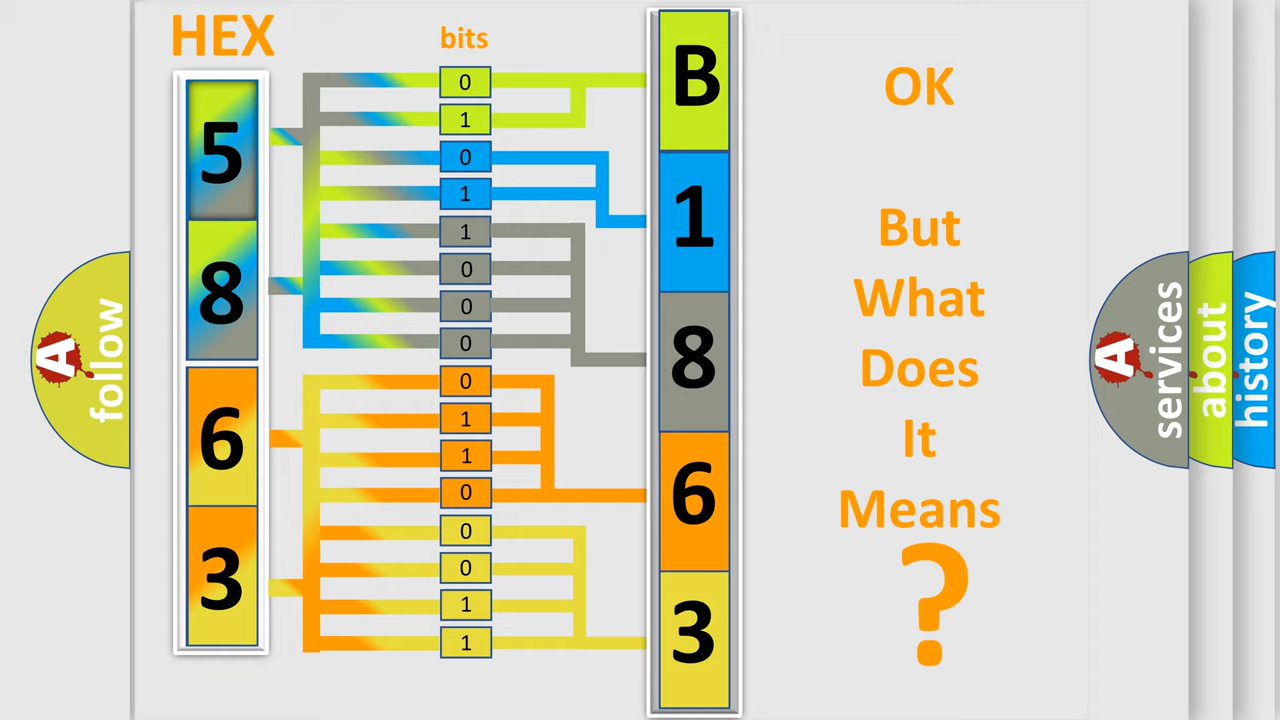 HEX
bits
5
8
6
3
0
1
0
1
1
0
0
0
0
1
1
0
0
0
1
1
B
1
8
6
3
OK
But
What
Does
It
Means
?
A
follow
A
services
about
history